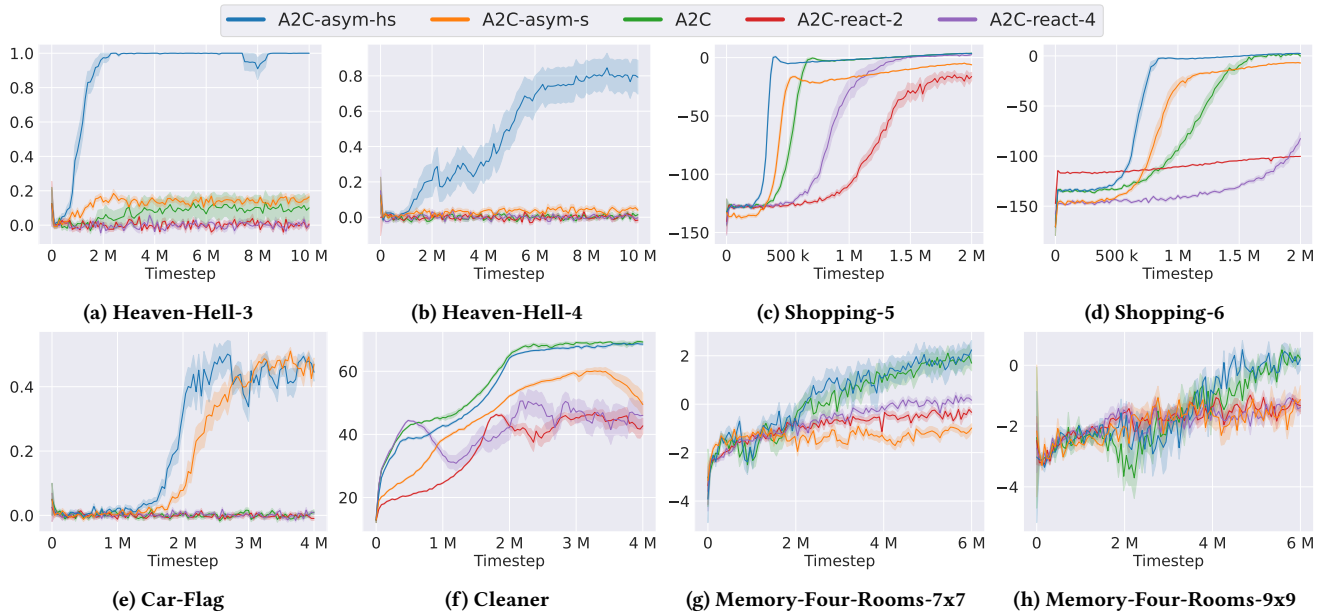 A2C-asym-hs A2C-asym-s A2C A2C-react-2 A2C-react-4
1.0
0.8
0.6
0.4
0.2
0.0
0 2 M 4 M 6 M 8 M 10 M
Timestep
(a) Heaven-Hell-3
0.8
0.6
0.4
0.2
0.0
0 2 M 4 M 6 M 8 M 10 M
Timestep
(b) Heaven-Hell-4
0
−50
−100
−150
0 500 k 1 M 1.5 M 2 M
Timestep
(c) Shopping-5
0
−50
−100
−150
0 500 k 1 M 1.5 M 2 M
Timestep
(d) Shopping-6
0.4
0.2
0.0
0 1 M 2 M 3 M 4 M
Timestep
(e) Car-Flag
60
40
20
0 1 M 2 M 3 M 4 M
Timestep
(f) Cleaner
2
0
−2
−4
0 2 M 4 M 6 M
Timestep
(g) Memory-Four-Rooms-7x7
0
−2
−4
0 2 M 4 M 6 M
Timestep
(h) Memory-Four-Rooms-9x9